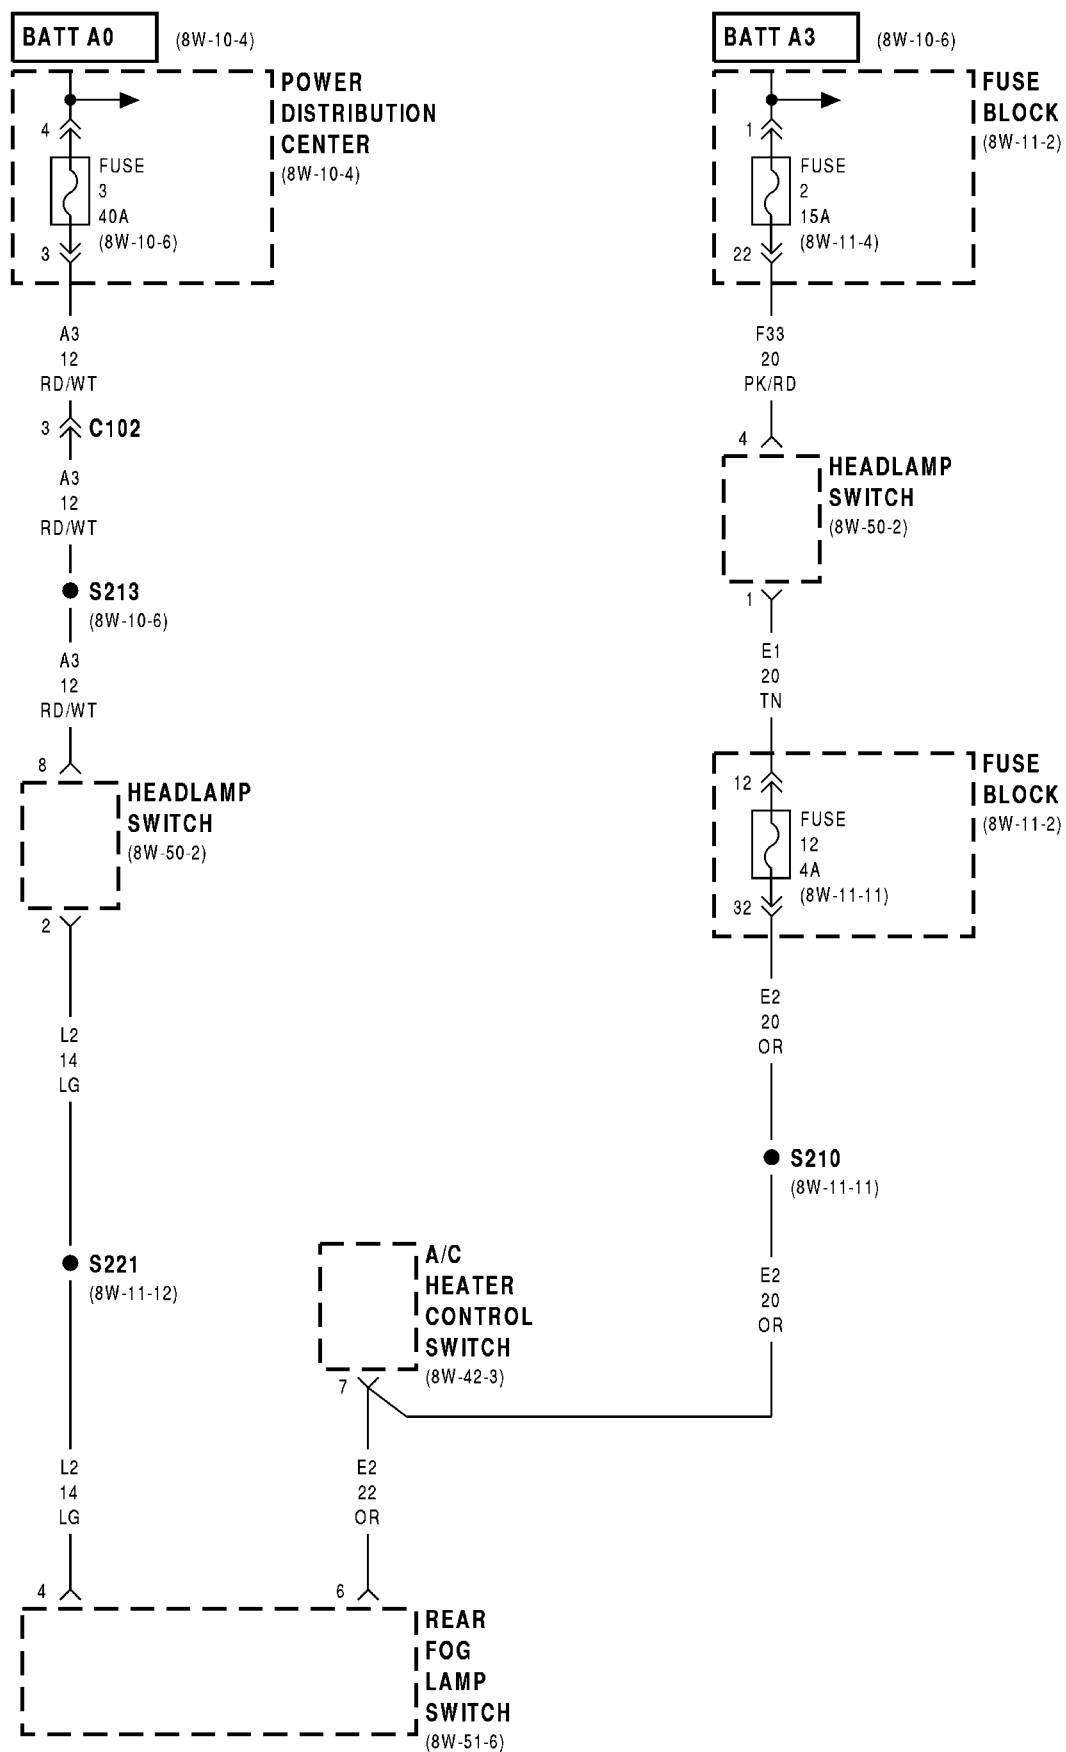 BATT A0
(8W-10-4)
POWER
DISTRIBUTION
CENTER
(8W-10-4)
4
FUSE
3
40A
(8W-10-6)
3
A3
12
RD/WT
3
C102
A3
12
RD/WT
S213
(8W-10-6)
A3
12
RD/WT
8
HEADLAMP
SWITCH
(8W-50-2)
2
L2
14
LG
S221
(8W-11-12)
L2
14
LG
4
BATT A3
(8W-10-6)
FUSE
BLOCK
(8W-11-2)
1
FUSE
2
15A
(8W-11-4)
22
F33
20
PK/RD
4
HEADLAMP
SWITCH
(8W-50-2)
1
E1
20
TN
FUSE
BLOCK
(8W-11-2)
12
FUSE
12
4A
(8W-11-11)
32
E2
20
OR
S210
(8W-11-11)
E2
20
OR
A/C
HEATER
CONTROL
SWITCH
(8W-42-3)
7
E2
22
OR
6
REAR
FOG
LAMP
SWITCH
(8W-51-6)